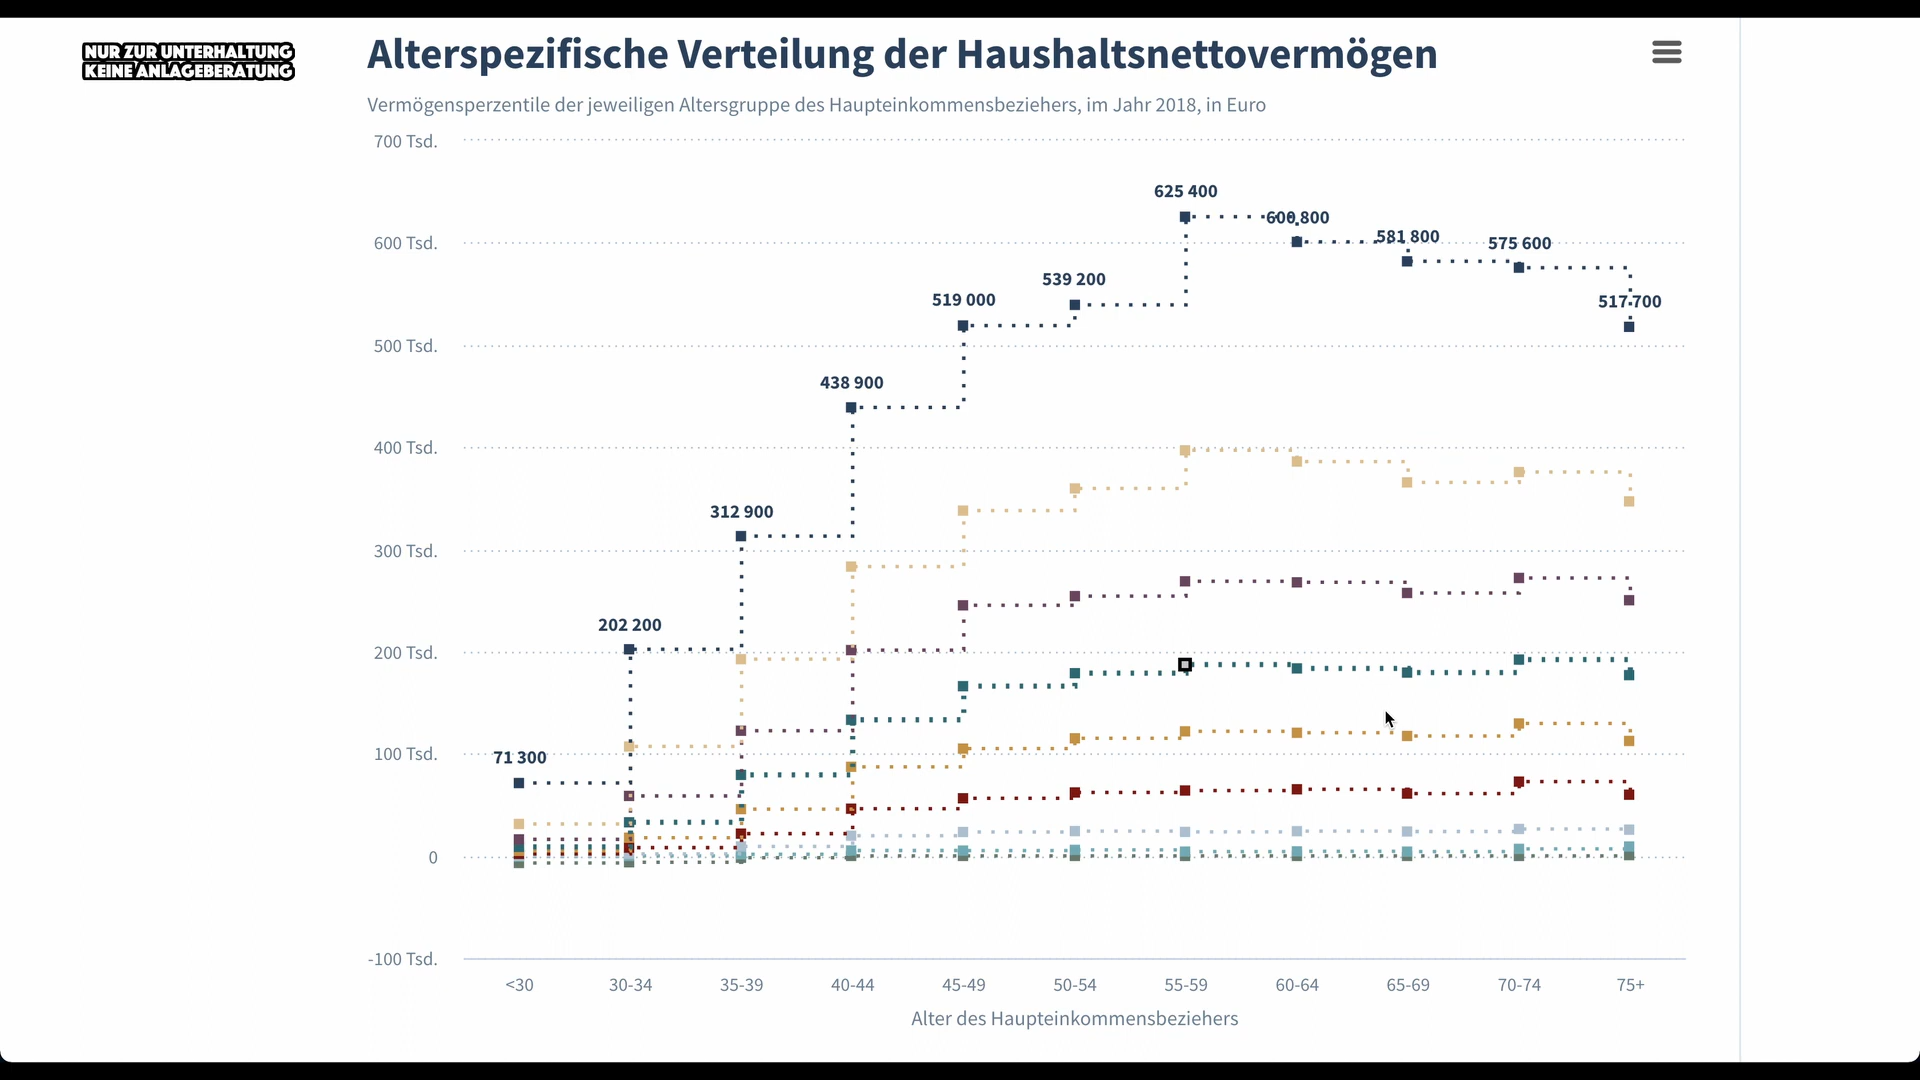 NUR ZUR UNTERHALTUNG
KEINE ANLAGEBERATUNG
Alterspezifische Verteilung der Haushaltsnettovermögen
Vermögensperzentile der jeweiligen Altersgruppe des Haupteinkommensbeziehers, im Jahr 2018, in Euro
700 Tsd.
600 Tsd.
500 Tsd.
400 Tsd.
300 Tsd.
200 Tsd.
100 Tsd.
0
-100 Tsd.
71 300
202 200
312 900
438 900
519 000
539 200
625 400
600 800
581 800
575 600
517 700
<30
30-34
35-39
40-44
45-49
50-54
55-59
60-64
65-69
70-74
75+
Alter des Haupteinkommensbeziehers